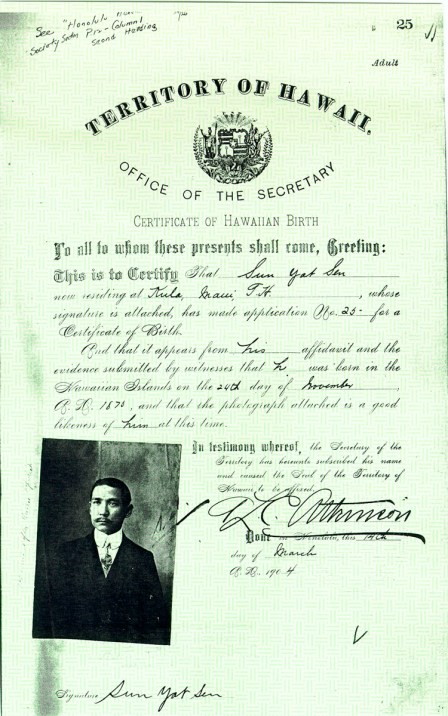 See "Honolulu
Society Sector Pix - Column!
Second Heading
25
Adult
TERRITORY OF HAWAII.
OFFICE OF THE SECRETARY
CERTIFICATE OF HAWAIIAN BIRTH
To all to whom these presents shall come, Greeting:
This is to Certify That Sun Yat Sen
now residing at Kula, Maui T.H. , whose
signature is attached, has made application No. 25- for a
Certificate of Birth.
And that it appears from his affidavit and the
evidence submitted by witnesses that h was born in the
Hawaiian Islands on the 24th day of November ,
A.D. 1870, and that the photograph attached is a good
likeness of him at this time.
In testimony whereof, the Secretary of the
Territory has hereunto subscribed his name
and caused the Seal of the Territory of
Hawaii to be affixed.
A. L. C. Atkinson
Done in Honolulu, this 14th
day of March
A.D. 1904
Signature Sun Yat Sen